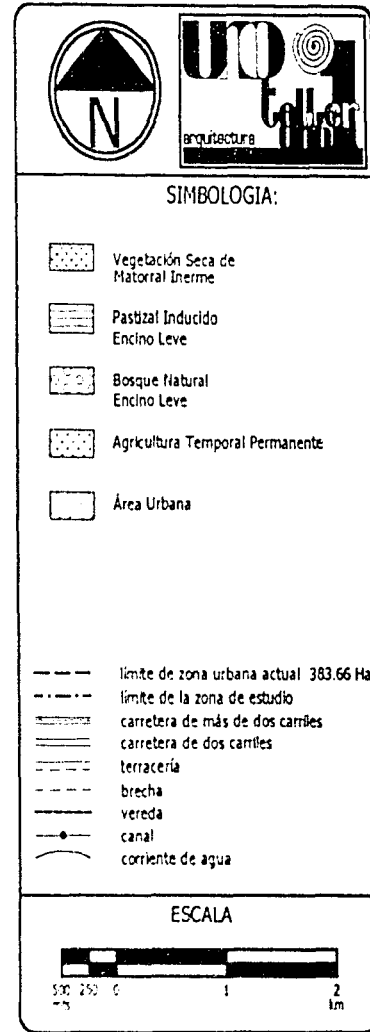 N
uno
taller
arquitectura
SIMBOLOGIA:
Vegetación Seca de
Matorral Inerme
Pastizal Inducido
Encino Leve
Bosque Natural
Encino Leve
Agricultura Temporal Permanente
Área Urbana
límite de zona urbana actual 383.66 Ha
límite de la zona de estudio
carretera de más de dos carriles
carretera de dos carriles
terracería
brecha
vereda
canal
corriente de agua
ESCALA
500 250 0 1 2
mts km